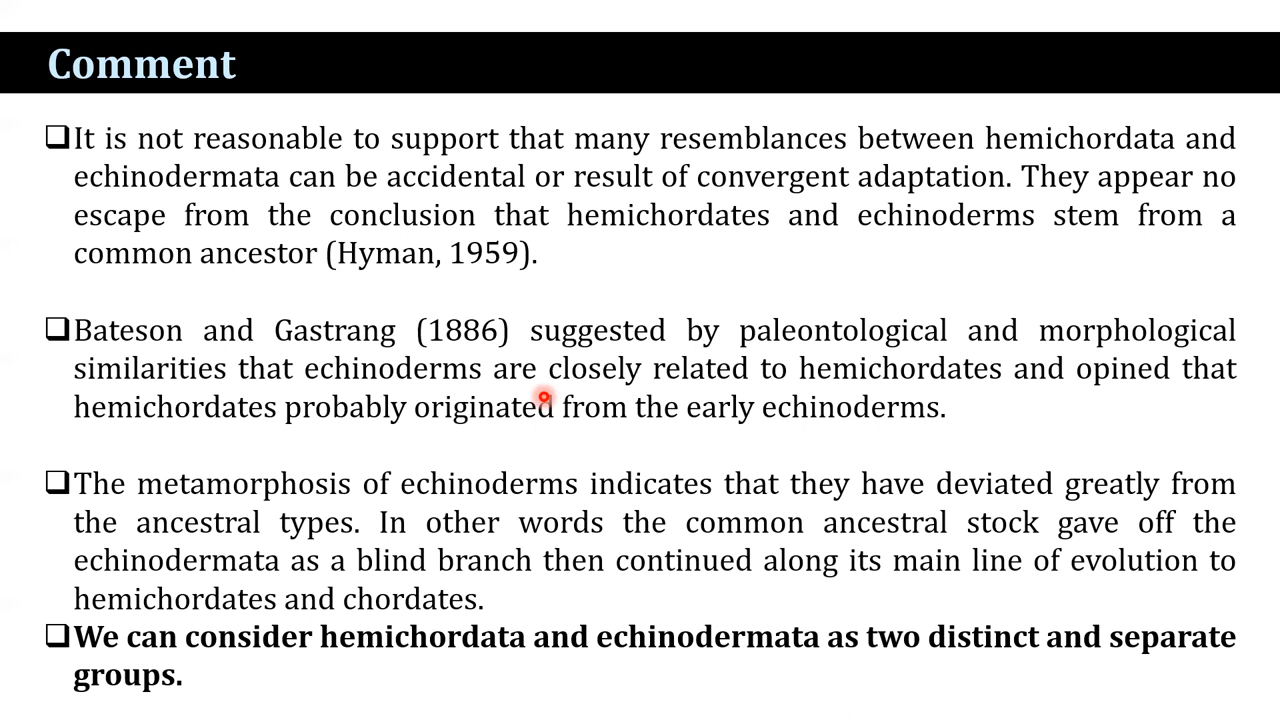 Comment
❑It is not reasonable to support that many resemblances between hemichordata and
echinodermata can be accidental or result of convergent adaptation. They appear no
escape from the conclusion that hemichordates and echinoderms stem from a
common ancestor (Hyman, 1959).
❑Bateson and Gastrang (1886) suggested by paleontological and morphological
similarities that echinoderms are closely related to hemichordates and opined that
hemichordates probably originated from the early echinoderms.
❑The metamorphosis of echinoderms indicates that they have deviated greatly from
the ancestral types. In other words the common ancestral stock gave off the
echinodermata as a blind branch then continued along its main line of evolution to
hemichordates and chordates.
❑We can consider hemichordata and echinodermata as two distinct and separate
groups.